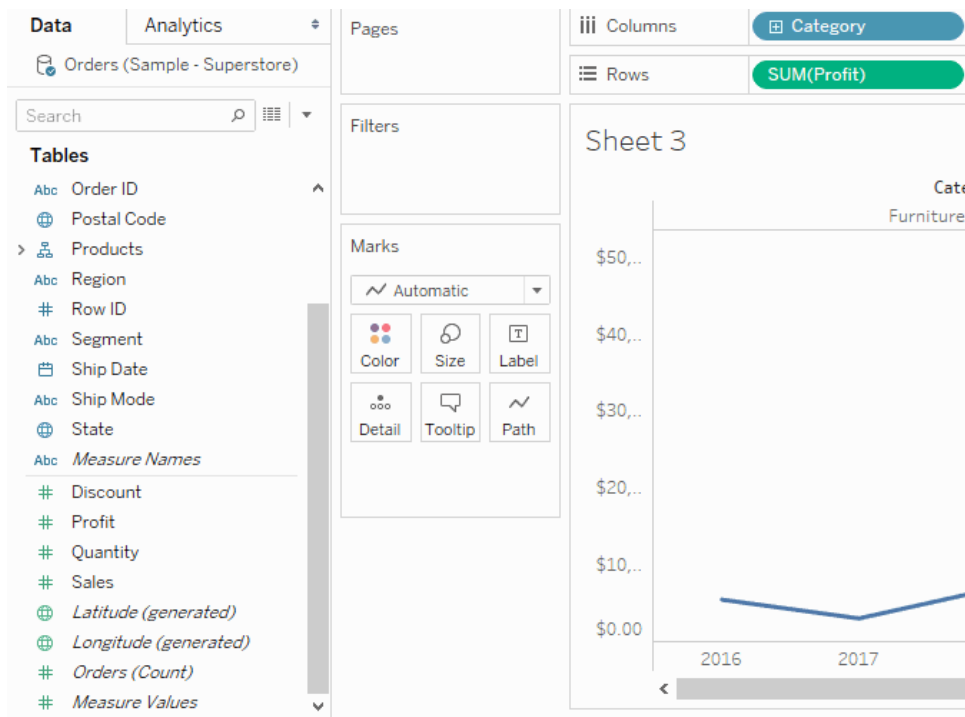 Data
Analytics
Orders (Sample - Superstore)
Search
Tables
Abc Order ID
Postal Code
Products
Abc Region
# Row ID
Abc Segment
Ship Date
Abc Ship Mode
State
Abc Measure Names
# Discount
# Profit
# Quantity
# Sales
Latitude (generated)
Longitude (generated)
# Orders (Count)
# Measure Values
Pages
Filters
Marks
Automatic
Color Size Label
Detail Tooltip Path
Columns Category
Rows SUM(Profit)
Sheet 3
Cate
Furniture
$50,..
$40,..
$30,..
$20,..
$10,..
$0.00
2016 2017